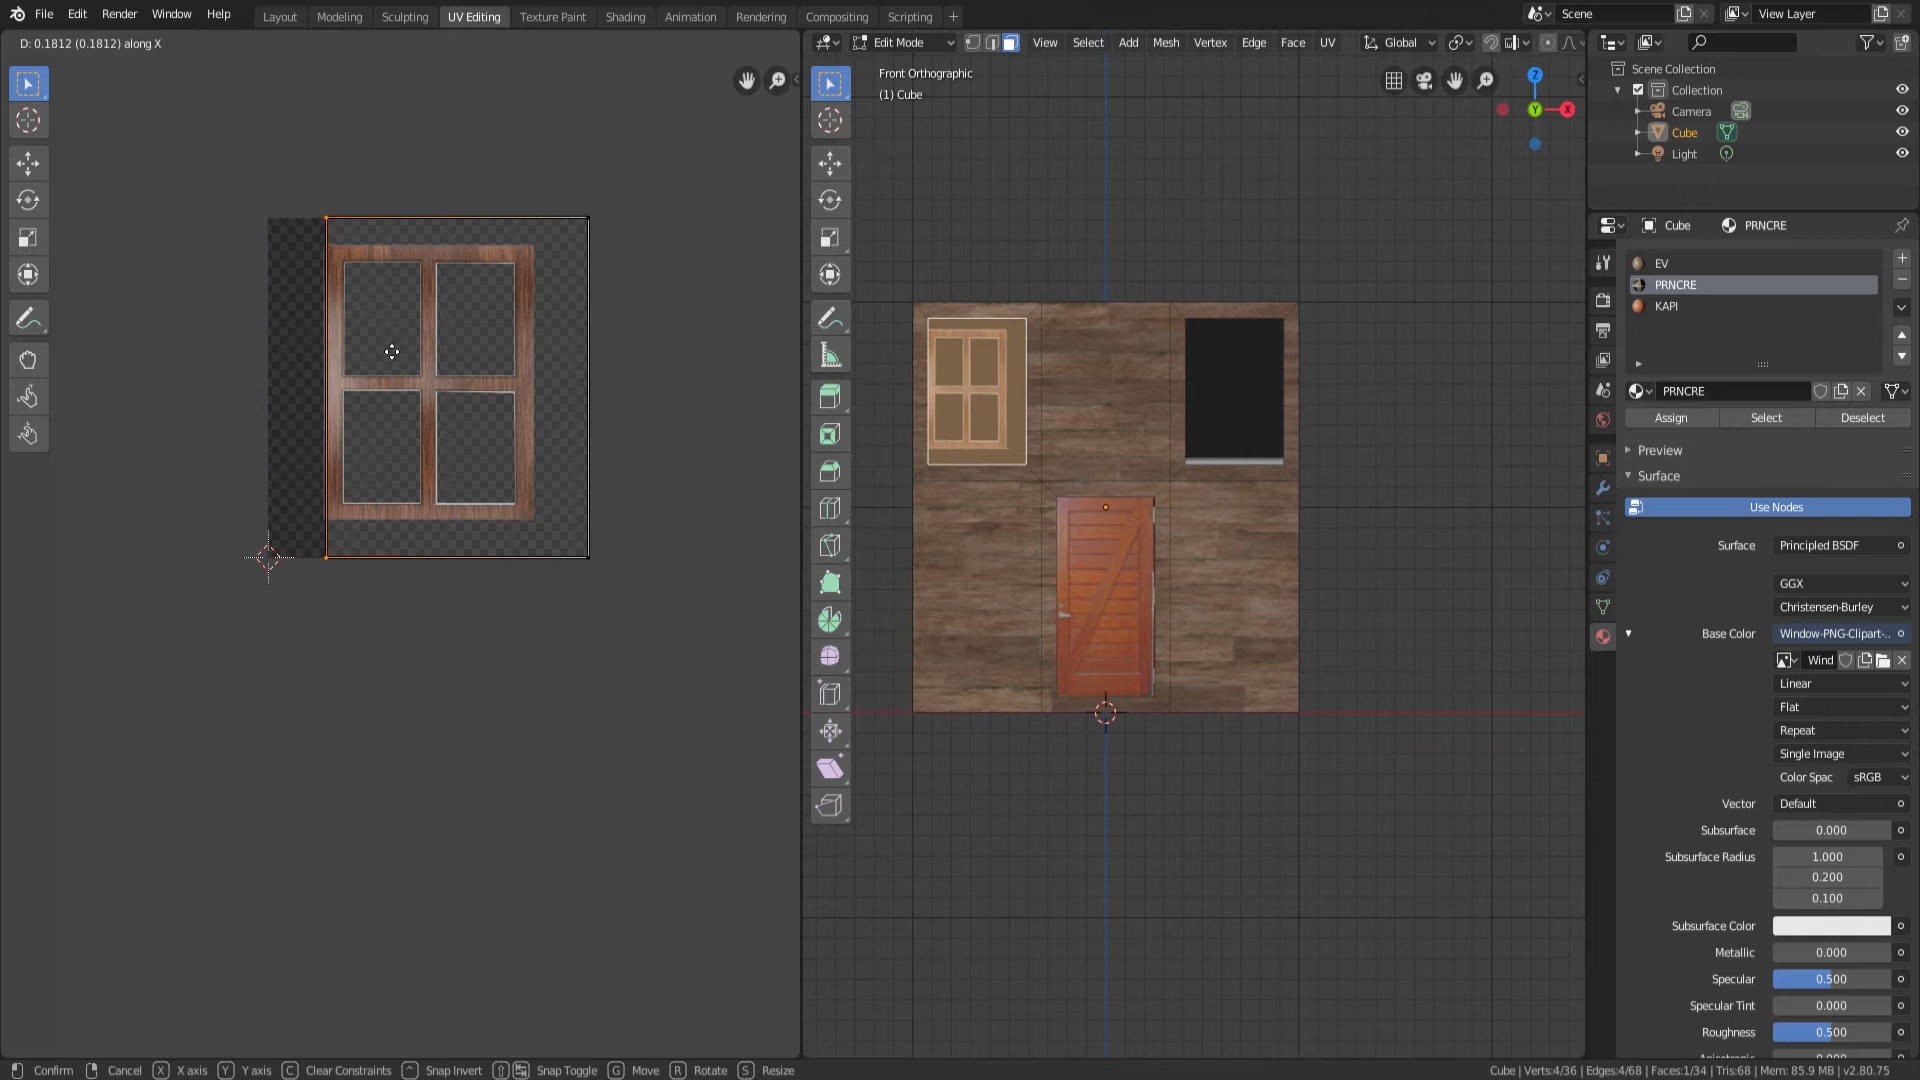 File Edit Render Window Help Layout Modeling Sculpting UV Editing Texture Paint Shading Animation Rendering Compositing Scripting + Scene View Layer
D: 0.1812 (0.1812) along X
Edit Mode View Select Add Mesh Vertex Edge Face UV Global
Front Orthographic
(1) Cube
Z
Y
X
Scene Collection
Collection
Camera
Cube
Light
Cube PRNCRE
EV
PRNCRE
KAPI
PRNCRE
Assign Select Deselect
Preview
Surface
Use Nodes
Surface Principled BSDF
GGX
Christensen-Burley
Base Color Window-PNG-Clipart-..
Wind
Linear
Flat
Repeat
Single Image
Color Spac sRGB
Vector Default
Subsurface 0.000
Subsurface Radius 1.000
0.200
0.100
Subsurface Color
Metallic 0.000
Specular 0.500
Specular Tint 0.000
Roughness 0.500
Confirm Cancel X X axis Y Y axis C Clear Constraints ^ Snap Invert Snap Toggle G Move R Rotate S Resize Cube | Verts:4/36 | Edges:4/68 | Faces:1/34 | Tris:68 | Mem: 85.9 MB | v2.80.75